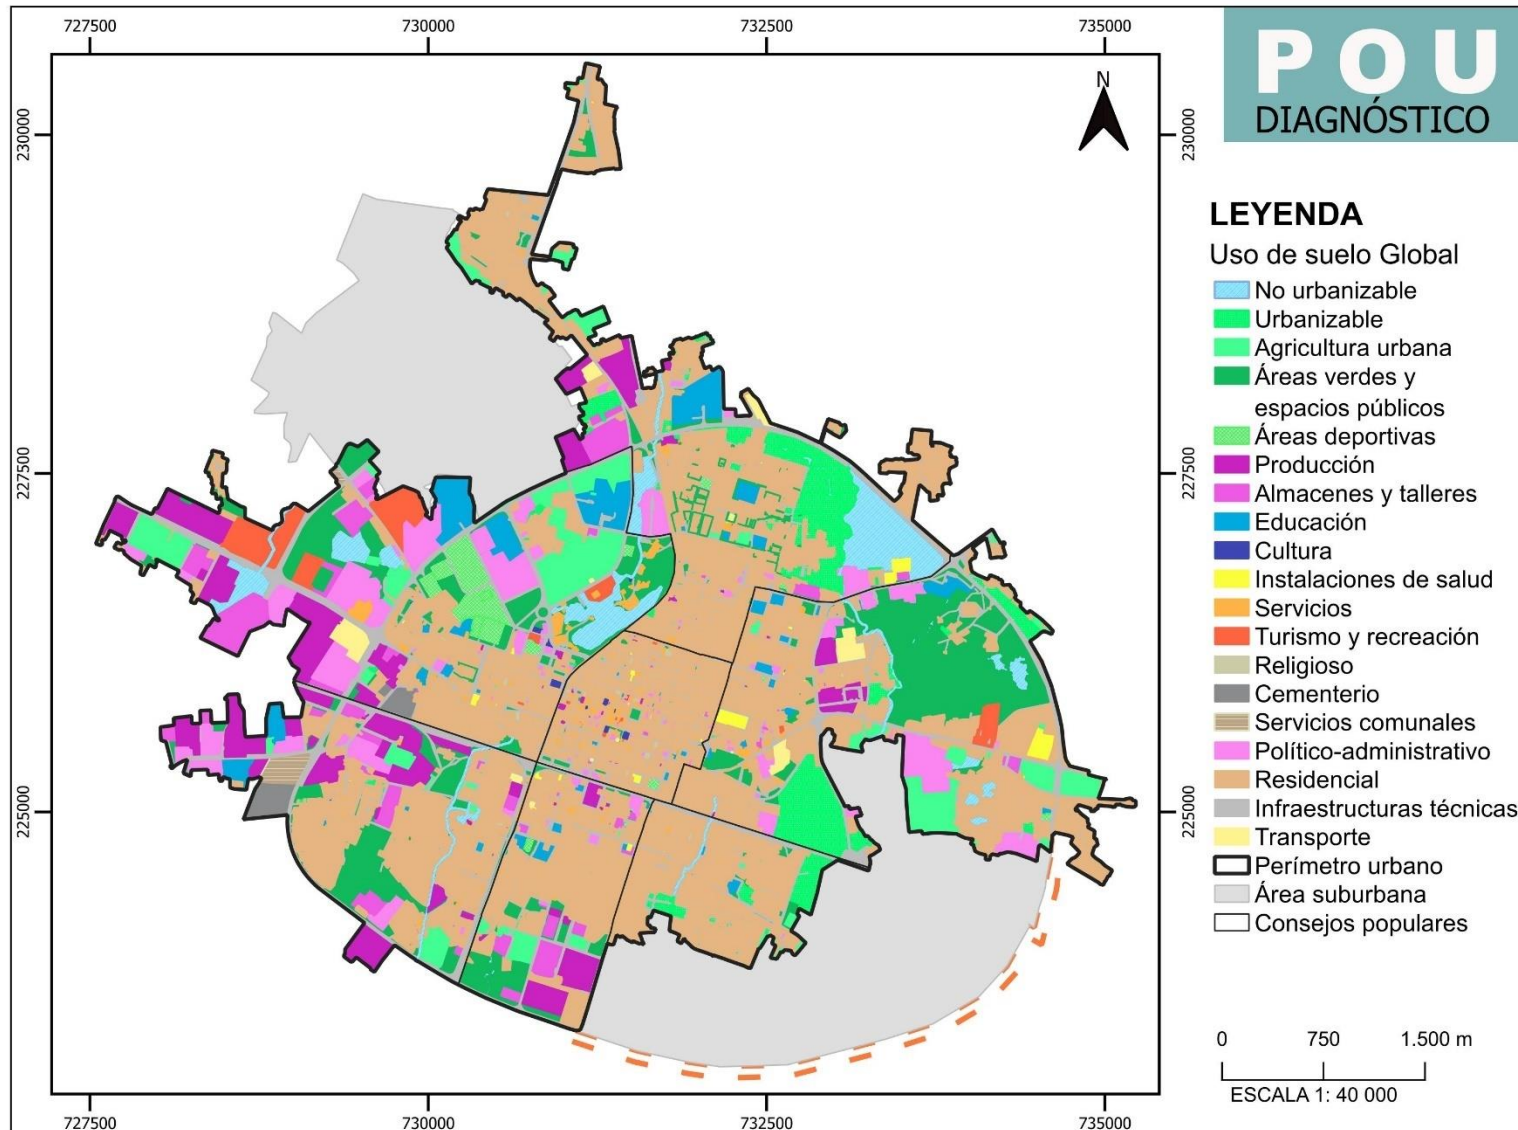 727500 730000 732500 735000
N
P O U
DIAGNÓSTICO
230000 230000
LEYENDA
Uso de suelo Global
No urbanizable
Urbanizable
Agricultura urbana
Áreas verdes y
espacios públicos
Áreas deportivas
Producción
Almacenes y talleres
Educación
Cultura
Instalaciones de salud
Servicios
Turismo y recreación
Religioso
Cementerio
Servicios comunales
Político-administrativo
Residencial
Infraestructuras técnicas
Transporte
Perímetro urbano
Área suburbana
Consejos populares
227500 227500
225000 225000
0 750 1.500 m
ESCALA 1: 40 000
727500 730000 732500 735000